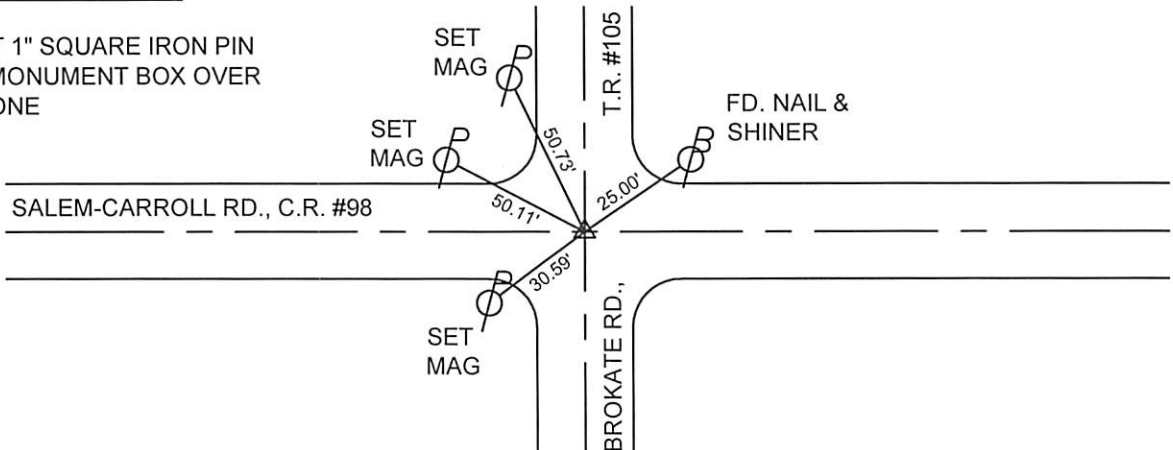 1" SQUARE IRON PIN
MONUMENT BOX OVER
SET
MAG
SET
MAG
50.73'
T.R. #105
FD. NAIL &
SHINER
50.11'
25.00'
SALEM-CARROLL RD., C.R. #98
30.59'
SET
MAG
BROKATE RD.,